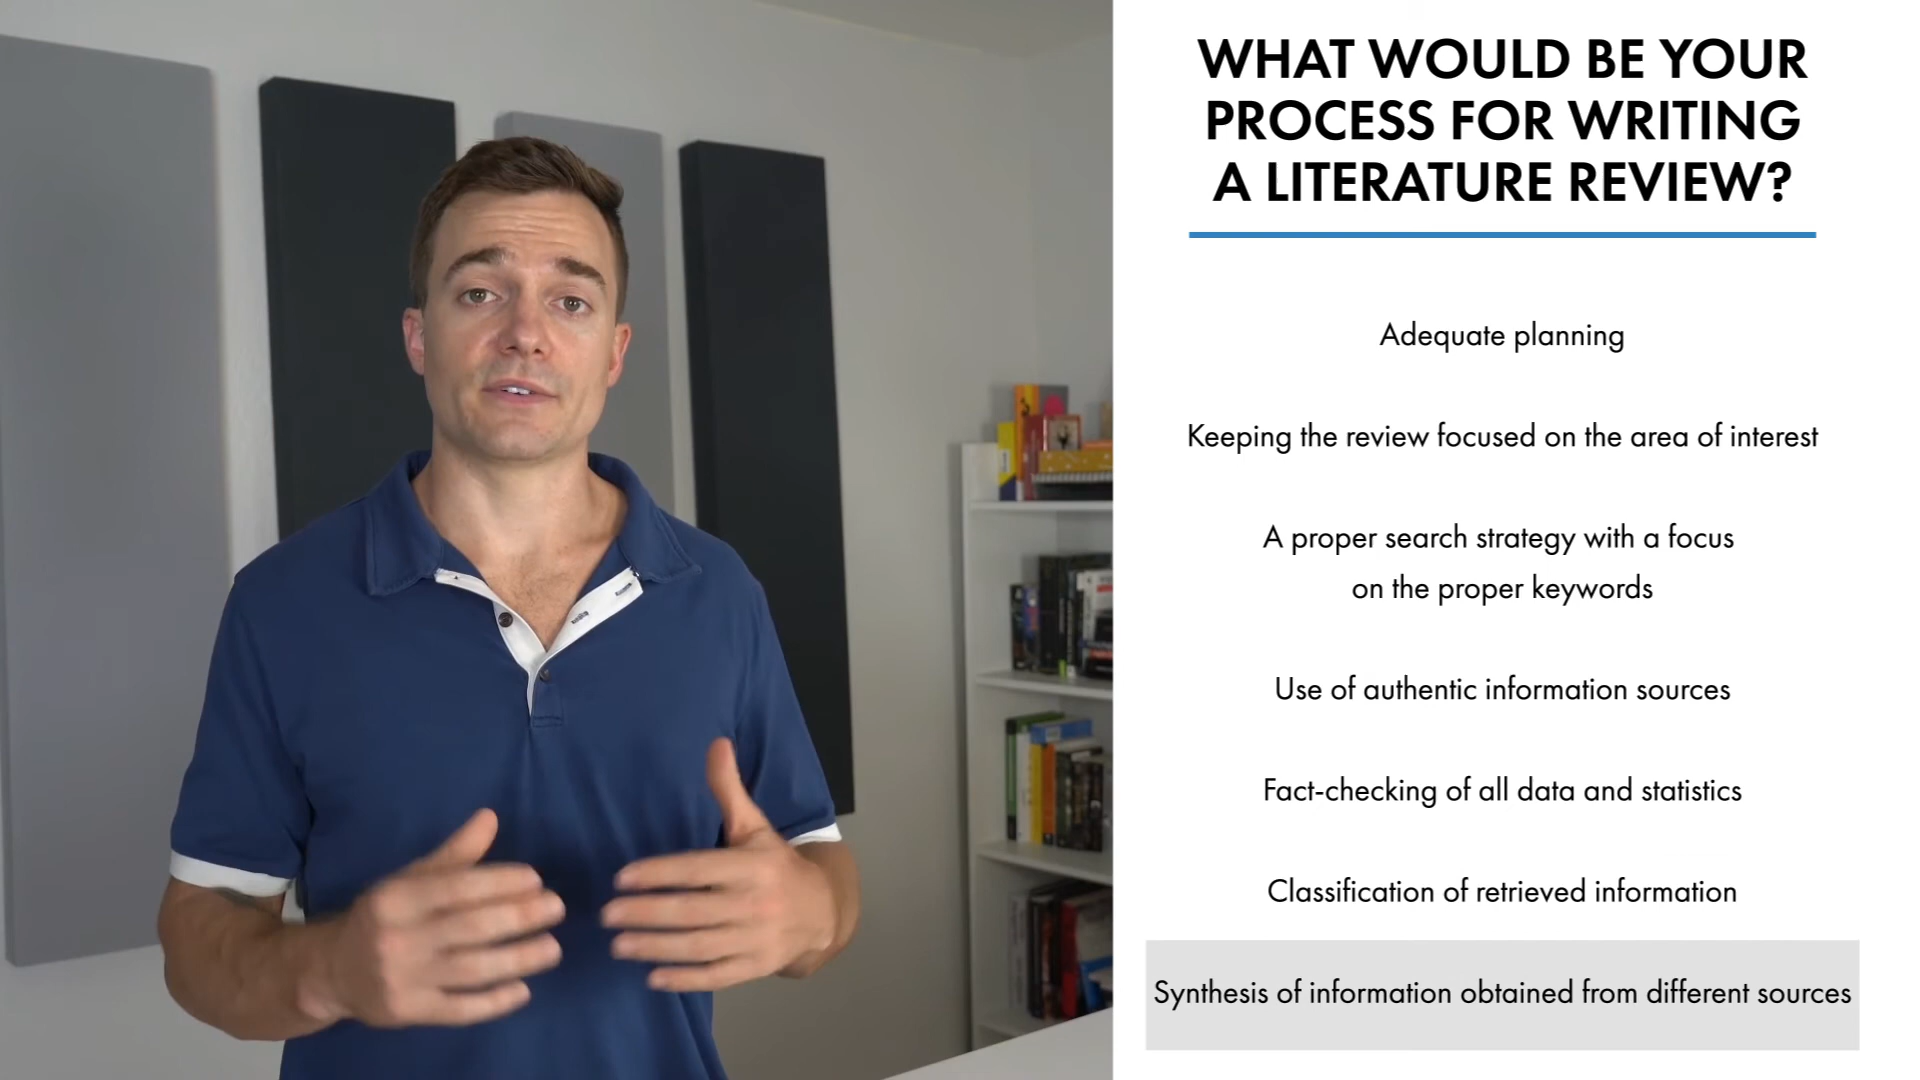 WHAT WOULD BE YOUR
PROCESS FOR WRITING
A LITERATURE REVIEW?
Adequate planning
Keeping the review focused on the area of interest
A proper search strategy with a focus
on the proper keywords
Use of authentic information sources
Fact-checking of all data and statistics
Classification of retrieved information
Synthesis of information obtained from different sources